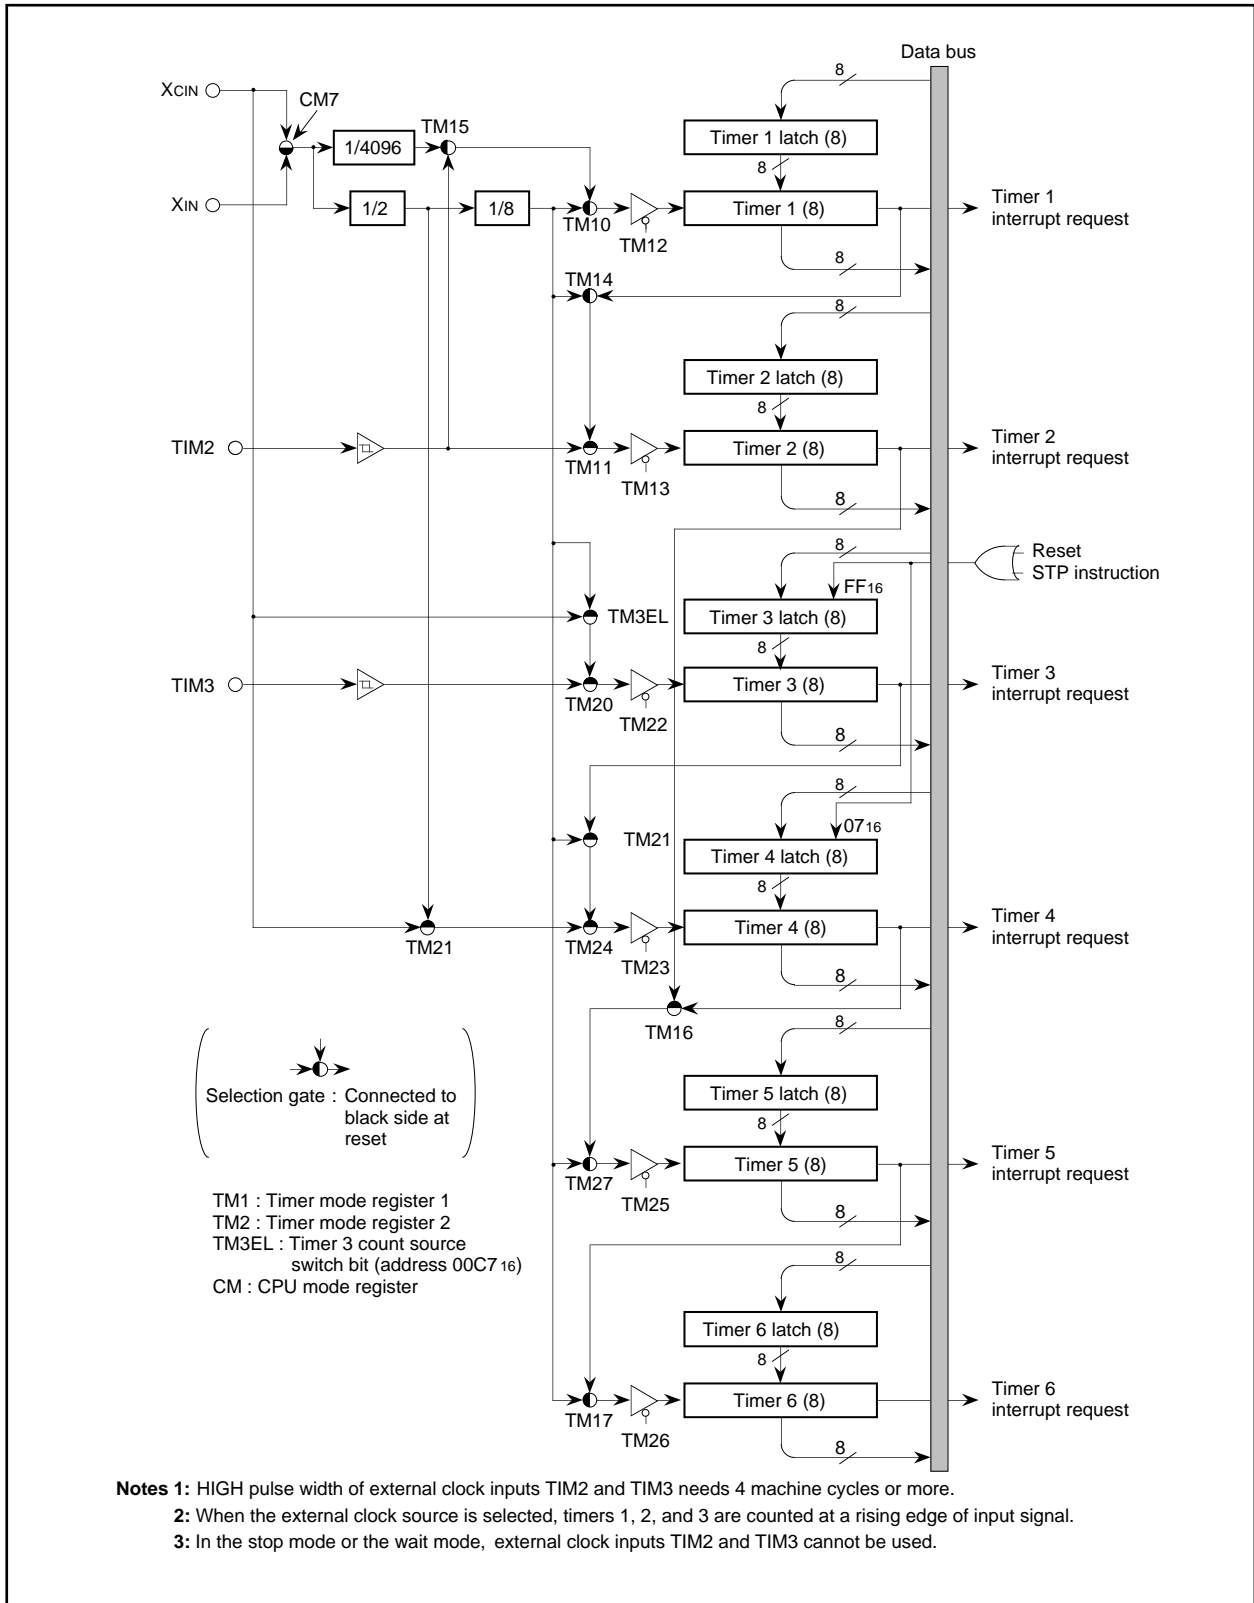 Data bus
8
XCIN
CM7
TM15
1/4096
Timer 1 latch (8)
8
XIN
1/2
1/8
TM10
TM12
Timer 1 (8)
Timer 1
interrupt request
8
TM14
8
Timer 2 latch (8)
8
TIM2
TM11
TM13
Timer 2 (8)
Timer 2
interrupt request
8
8
Reset
STP instruction
FF16
TM3EL
Timer 3 latch (8)
8
TIM3
TM20
TM22
Timer 3 (8)
Timer 3
interrupt request
8
8
0716
TM21
Timer 4 latch (8)
8
TM21
TM24
TM23
Timer 4 (8)
Timer 4
interrupt request
8
TM16
8
Selection gate : Connected to
black side at
reset
Timer 5 latch (8)
8
TM27
TM25
Timer 5 (8)
Timer 5
interrupt request
8
TM1 : Timer mode register 1
TM2 : Timer mode register 2
TM3EL : Timer 3 count source
switch bit (address 00C7 16)
CM : CPU mode register
8
Timer 6 latch (8)
8
TM17
TM26
Timer 6 (8)
Timer 6
interrupt request
8
Notes 1: HIGH pulse width of external clock inputs TIM2 and TIM3 needs 4 machine cycles or more.
2: When the external clock source is selected, timers 1, 2, and 3 are counted at a rising edge of input signal.
3: In the stop mode or the wait mode, external clock inputs TIM2 and TIM3 cannot be used.